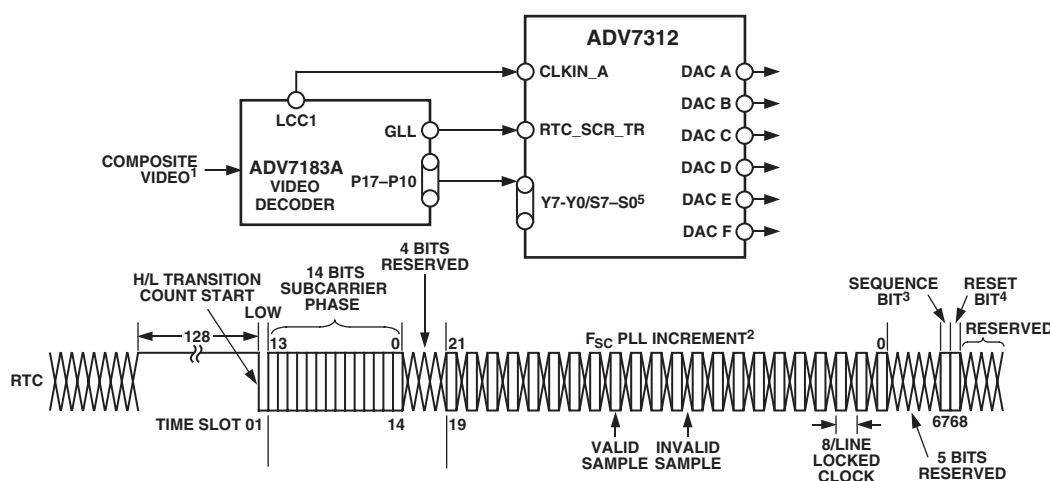 ADV7312
CLKIN_A
DAC A
DAC B
LCC1
GLL
RTC_SCR_TR
DAC C
COMPOSITE
VIDEO1
ADV7183A
VIDEO
DECODER
P17–P10
DAC D
Y7-Y0/S7–S05
DAC E
DAC F
4 BITS
RESERVED
H/L TRANSITION
COUNT START
14 BITS
SUBCARRIER
PHASE
SEQUENCE
BIT3
RESET
BIT4
LOW
RESERVED
128
13
0
21
FSC PLL INCREMENT2
0
RTC
TIME SLOT 01
14
19
6768
VALID
SAMPLE
INVALID
SAMPLE
8/LINE
LOCKED
CLOCK
5 BITS
RESERVED